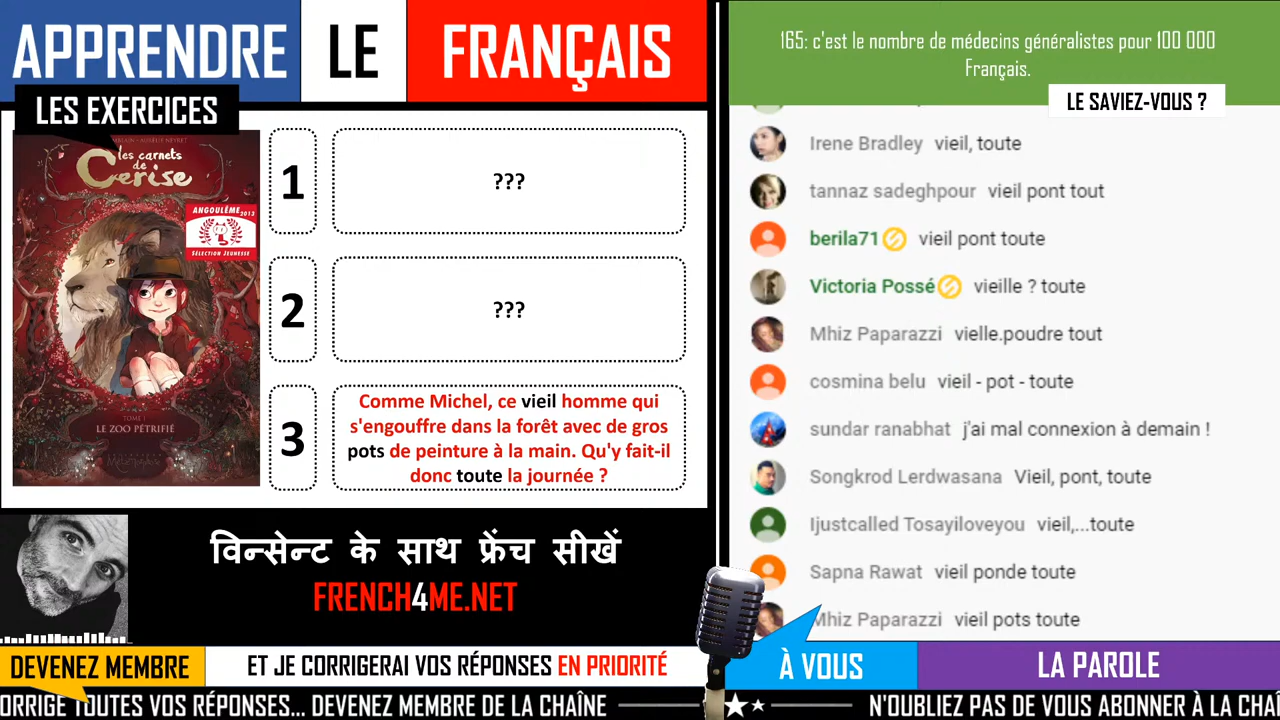 APPRENDRE LE FRANÇAIS
LES EXERCICES
les carnets
de
Cerise
ANGOULÊME 2013
SÉLECTION JEUNESSE
TOME 1
LE ZOO PÉTRIFIÉ
1
???
2
???
3
Comme Michel, ce vieil homme qui
s'engouffre dans la forêt avec de gros
pots de peinture à la main. Qu'y fait-il
donc toute la journée ?
विन्सेन्ट के साथ फ्रेंच सीखें
FRENCH4ME.NET
165: c'est le nombre de médecins généralistes pour 100 000
Français.
LE SAVIEZ-VOUS ?
Irene Bradley vieil, toute
tannaz sadeghpour vieil pont tout
berila71 vieil pont toute
Victoria Possé vieille ? toute
Mhiz Paparazzi vielle.poudre tout
cosmina belu vieil - pot - toute
sundar ranabhat j'ai mal connexion à demain !
Songkrod Lerdwasana Vieil, pont, toute
Ijustcalled Tosayiloveyou vieil,...toute
Sapna Rawat vieil ponde toute
Mhiz Paparazzi vieil pots toute
DEVENEZ MEMBRE ET JE CORRIGERAI VOS RÉPONSES EN PRIORITÉ
À VOUS LA PAROLE
ORRIGE TOUTES VOS RÉPONSES... DEVENEZ MEMBRE DE LA CHAÎNE N'OUBLIEZ PAS DE VOUS ABONNER À LA CHAÎ